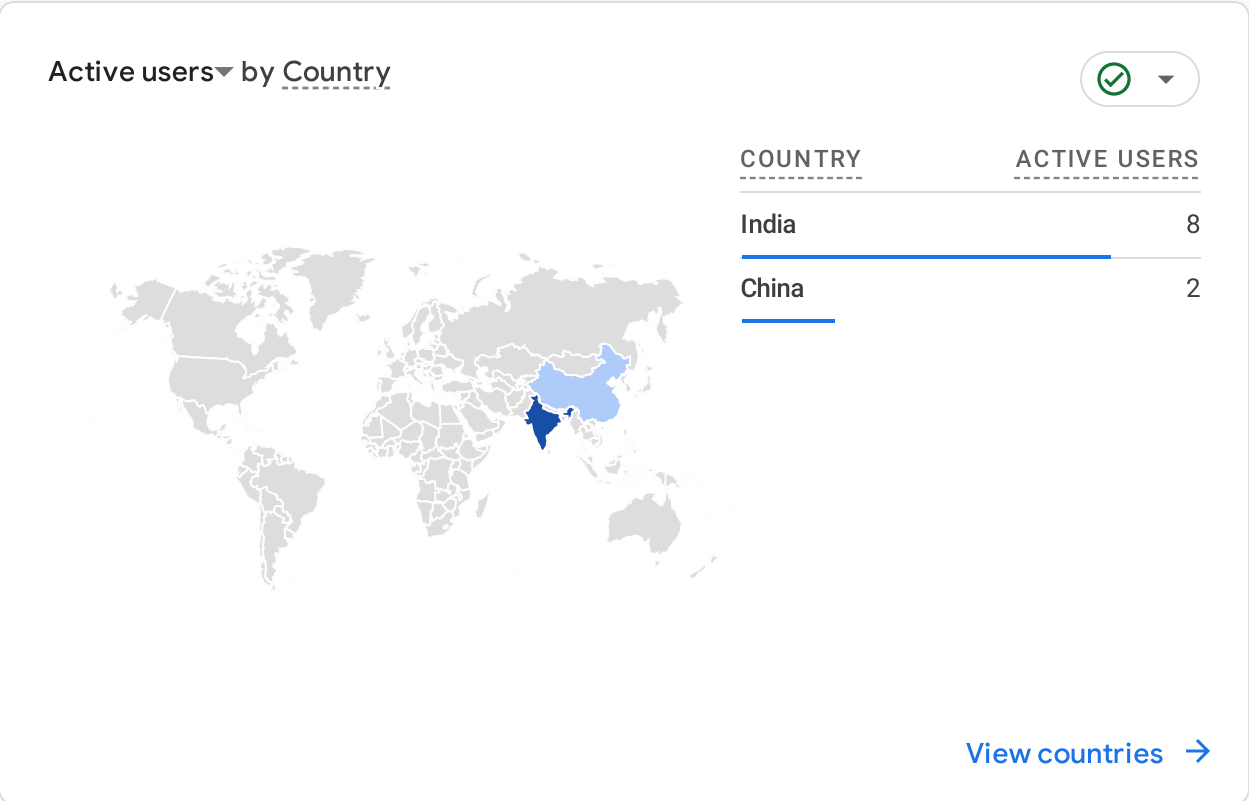 Active users by Country
COUNTRY ACTIVE USERS
India 8
China 2
View countries